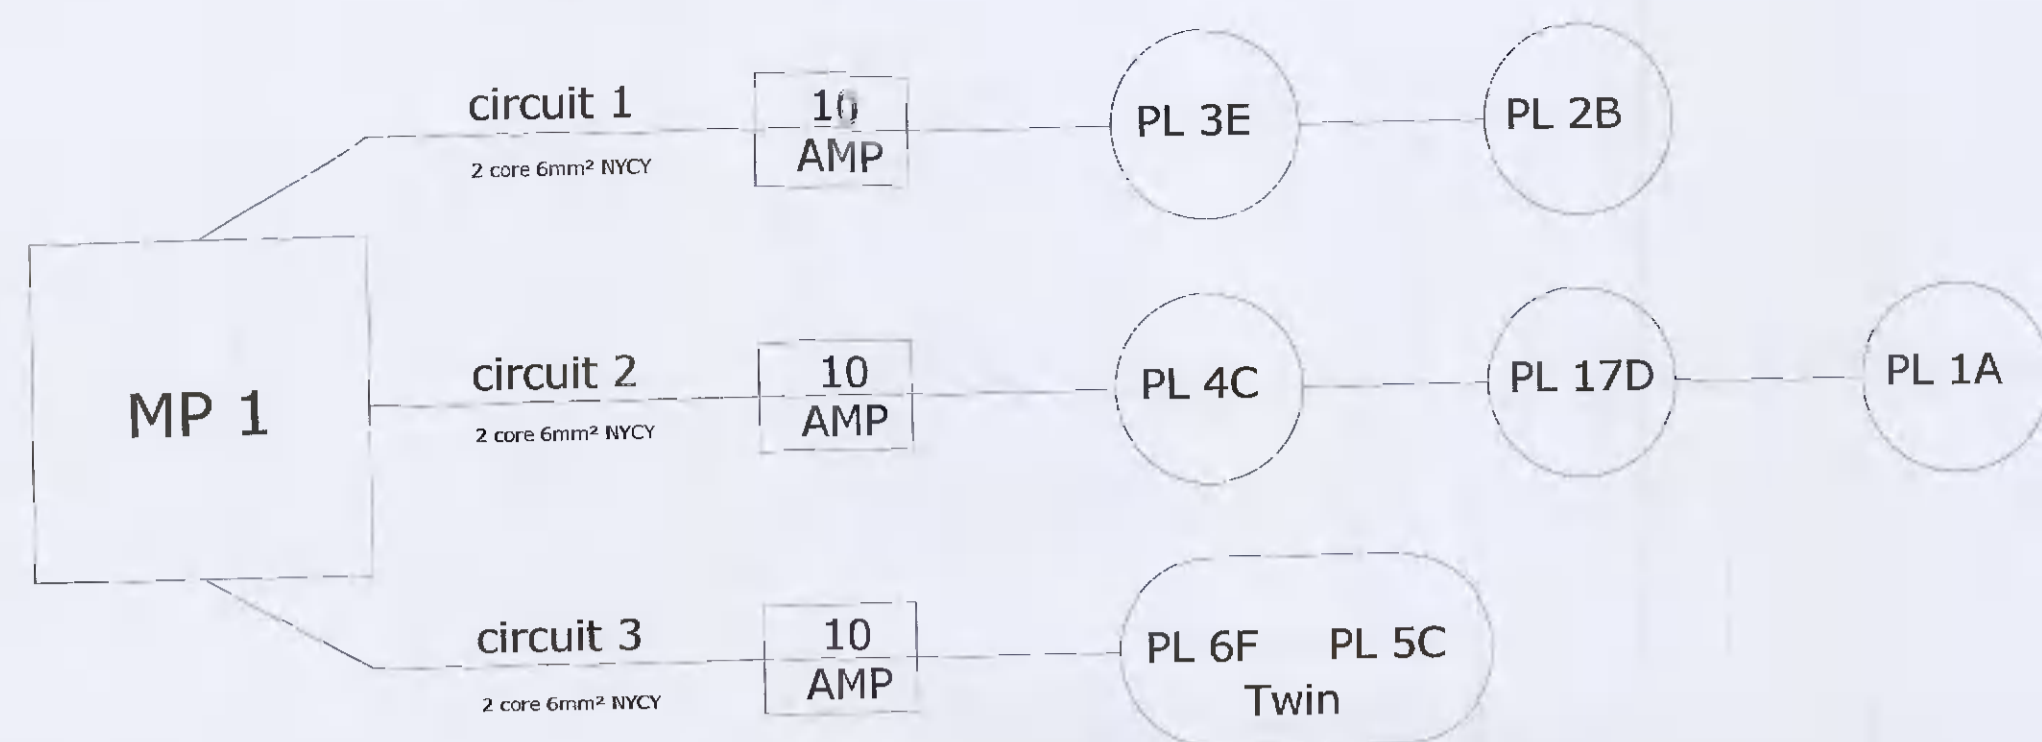 circuit 1
2 core 6mm² NYCY
10
AMP
PL 3E
PL 2B
MP 1
circuit 2
2 core 6mm² NYCY
10
AMP
PL 4C
PL 17D
PL 1A
circuit 3
2 core 6mm² NYCY
10
AMP
PL 6F PL 5C
Twin